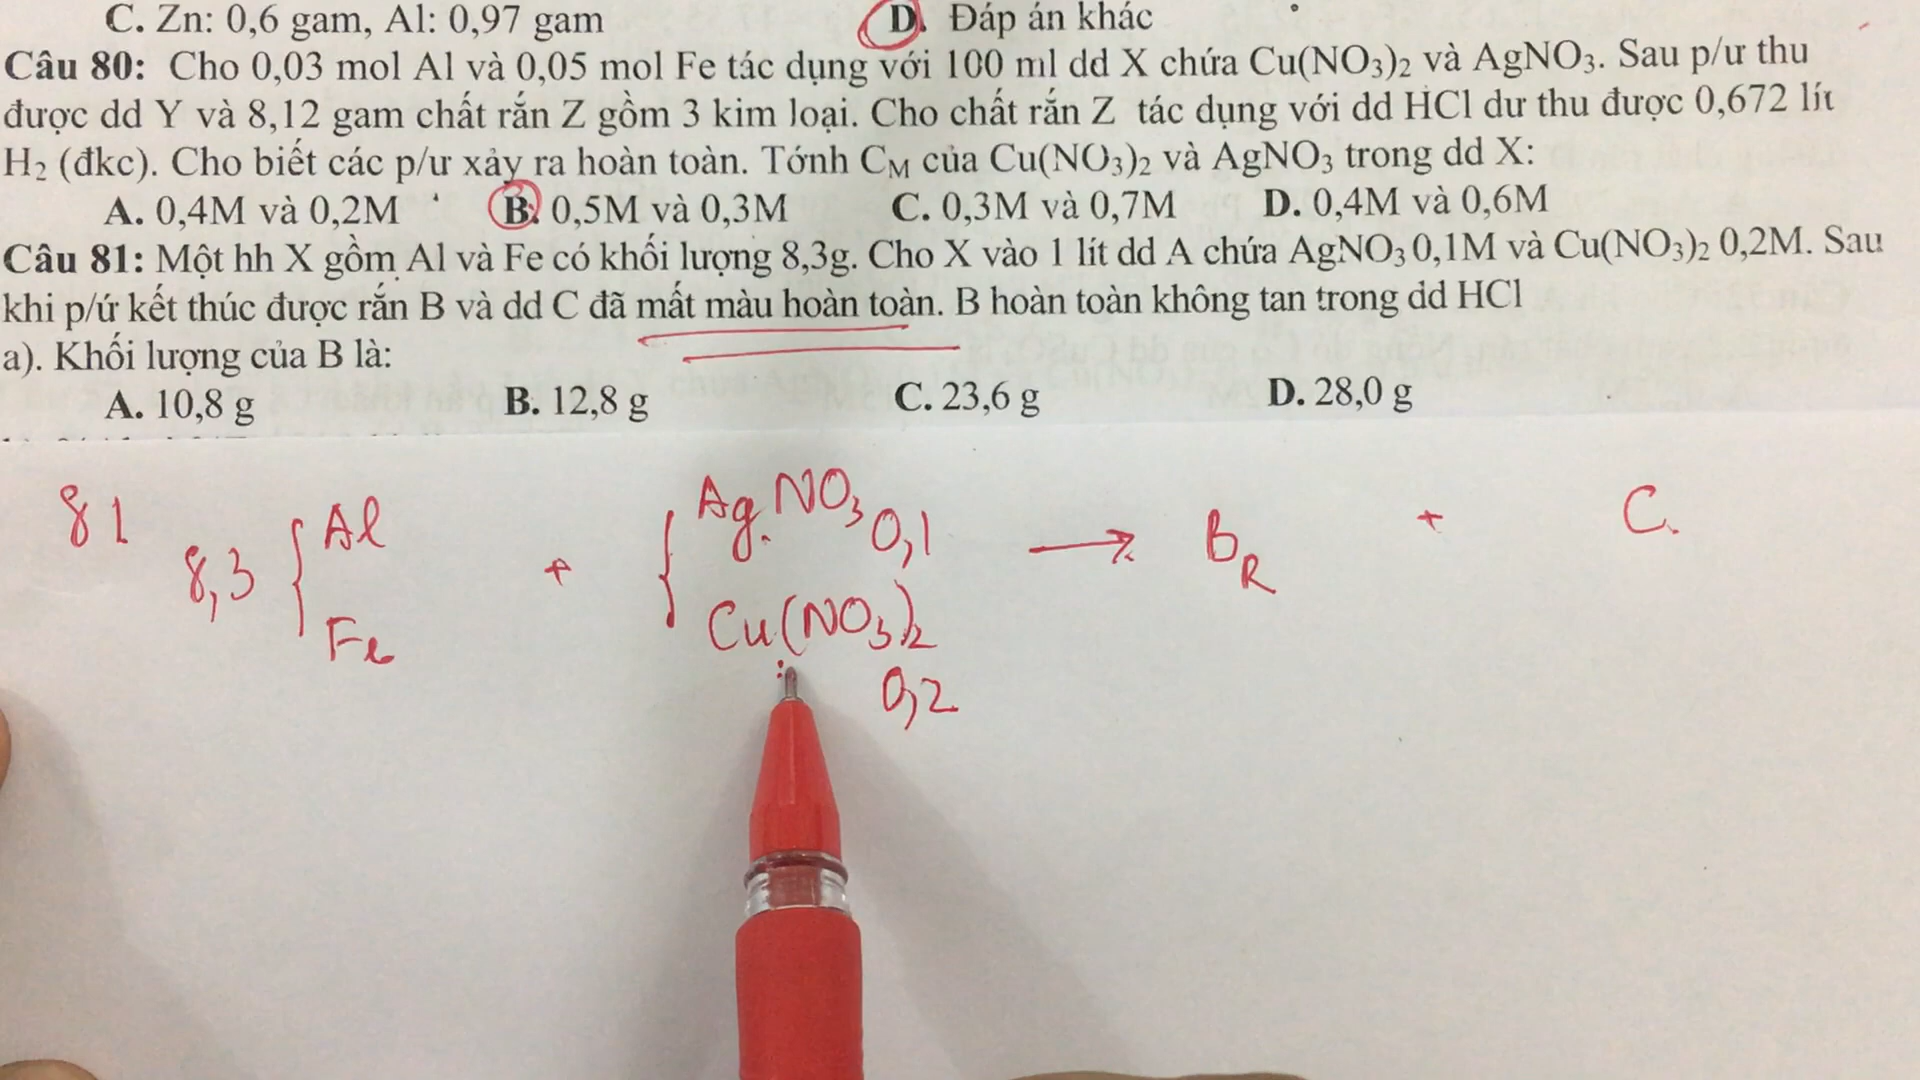 C. Zn: 0,6 gam, Al: 0,97 gam D. Đáp án khác
Câu 80: Cho 0,03 mol Al và 0,05 mol Fe tác dụng với 100 ml dd X chứa Cu(NO3)2 và AgNO3. Sau p/ư thu
được dd Y và 8,12 gam chất rắn Z gồm 3 kim loại. Cho chất rắn Z tác dụng với dd HCl dư thu được 0,672 lít
H2 (đkc). Cho biết các p/ư xảy ra hoàn toàn. Tớnh CM của Cu(NO3)2 và AgNO3 trong dd X:
A. 0,4M và 0,2M B. 0,5M và 0,3M C. 0,3M và 0,7M D. 0,4M và 0,6M
Câu 81: Một hh X gồm Al và Fe có khối lượng 8,3g. Cho X vào 1 lít dd A chứa AgNO3 0,1M và Cu(NO3)2 0,2M. Sau
khi p/ứ kết thúc được rắn B và dd C đã mất màu hoàn toàn. B hoàn toàn không tan trong dd HCl
a). Khối lượng của B là:
A. 10,8 g B. 12,8 g C. 23,6 g D. 28,0 g
81 8,3 { Al Fe + { AgNO3 0,1 Cu(NO3)2 0,2 → BR + C